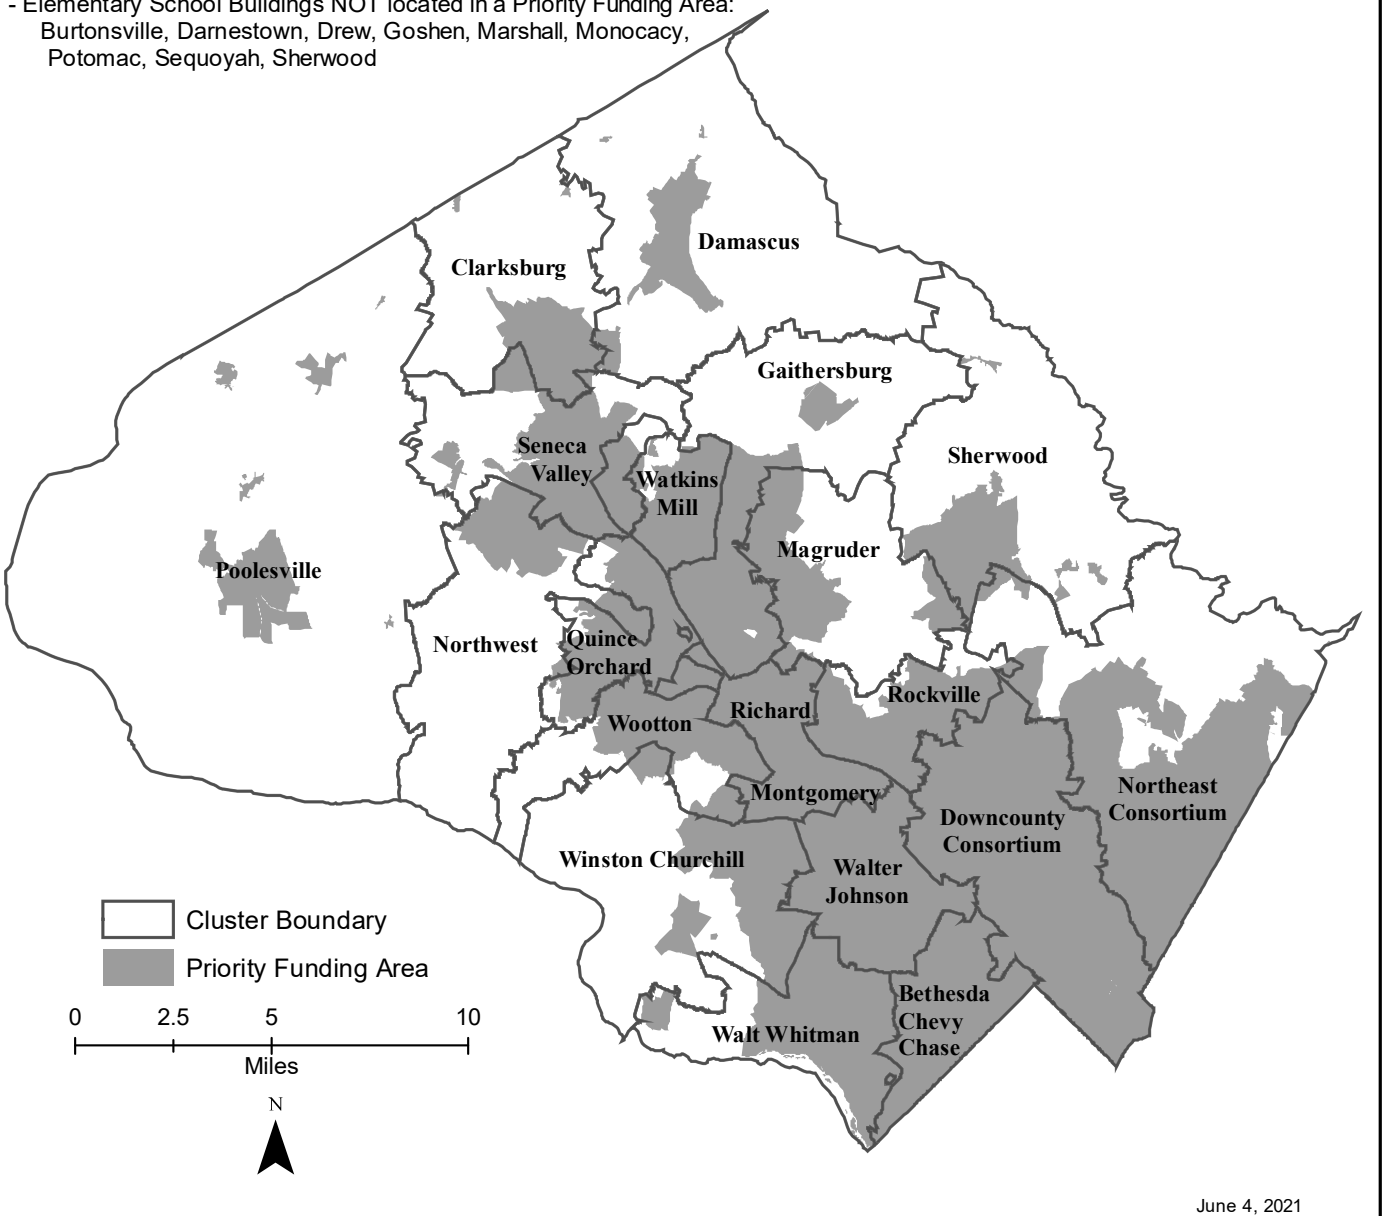 - Elementary School Buildings NOT located in a Priority Funding Area:
Burtonsville, Darnestown, Drew, Goshen, Marshall, Monocacy,
Potomac, Sequoyah, Sherwood
Damascus
Clarksburg
Gaithersburg
Seneca
Valley
Watkins
Mill
Sherwood
Magruder
Poolesville
Northwest
Quince
Orchard
Rockville
Wootton
Richard
Montgomery
Northeast
Consortium
Downcounty
Consortium
Winston Churchill
Walter
Johnson
Bethesda
Chevy
Chase
Walt Whitman
Cluster Boundary
Priority Funding Area
0 2.5 5 10
Miles
N
June 4, 2021